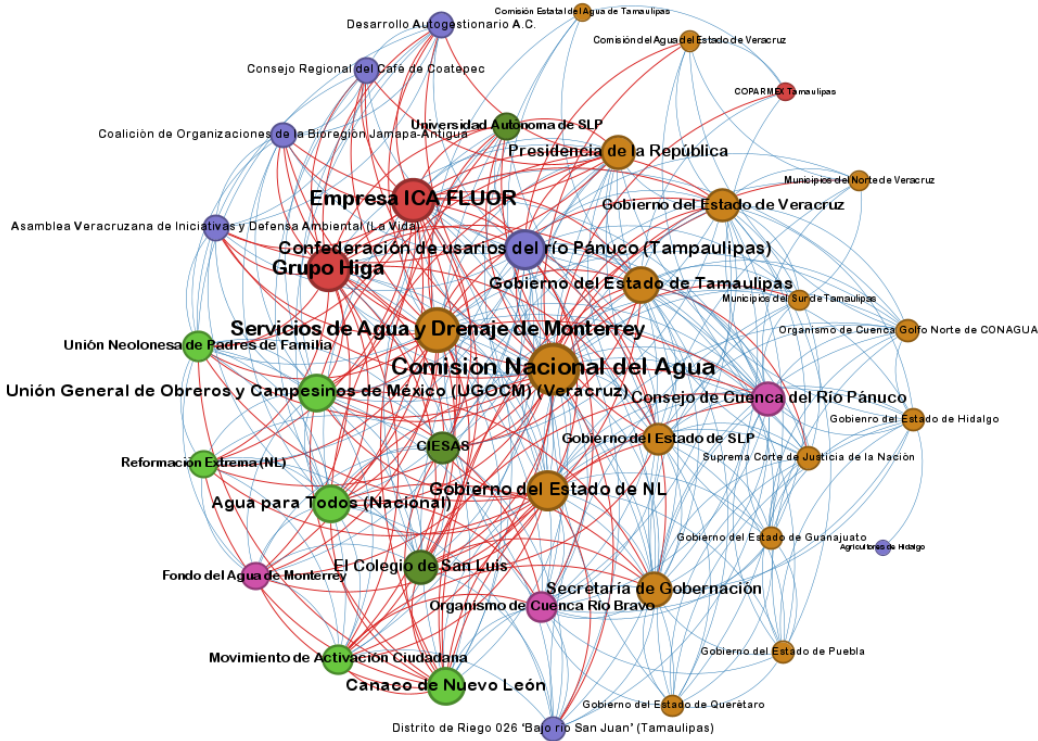 Comisión Estatal del Agua de Tamaulipas
Desarrollo Autogestionario A.C.
Comisión del Agua del Estado de Veracruz
Consejo Regional del Café de Coatepec
COPARMEX Tamaulipas
Universidad Autónoma de SLP
Coalición de Organizaciones de la Bioregión Jamapa-Antigua
Presidencia de la República
Municipios del Norte de Veracruz
Empresa ICA FLUOR
Gobierno del Estado de Veracruz
Asamblea Veracruzana de Iniciativas y Defensa Ambiental (La Vida)
Confederación de usarios del río Pánuco (Tampaulipas)
Grupo Higa
Gobierno del Estado de Tamaulipas
Municipios del Sur de Tamaulipas
Servicios de Agua y Drenaje de Monterrey
Organismo de Cuenca Golfo Norte de CONAGUA
Unión Neolonesa de Padres de Familia
Comisión Nacional del Agua
Unión General de Obreros y Campesinos de México (UGOCM) (Veracruz)
Consejo de Cuenca del Río Pánuco
Gobienro del Estado de Hidalgo
Gobierno del Estado de SLP
CIESAS
Suprema Corte de Justicia de la Nación
Reformación Extrema (NL)
Gobierno del Estado de NL
Agua para Todos (Nacional)
Gobierno del Estado de Guanajuato
Agricultores de Hidalgo
El Colegio de San Luis
Fondo del Agua de Monterrey
Secretaría de Gobernación
Organismo de Cuenca Río Bravo
Gobierno del Estado de Puebla
Movimiento de Activación Ciudadana
Canaco de Nuevo León
Gobierno del Estado de Querétaro
Distrito de Riego 026 "Bajo río San Juan" (Tamaulipas)